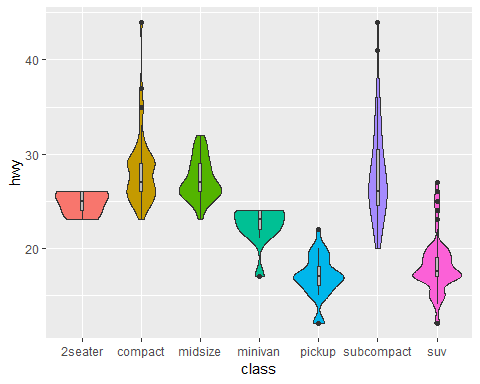 40
30
20
hwy
2seater compact midsize minivan pickup subcompact suv
class